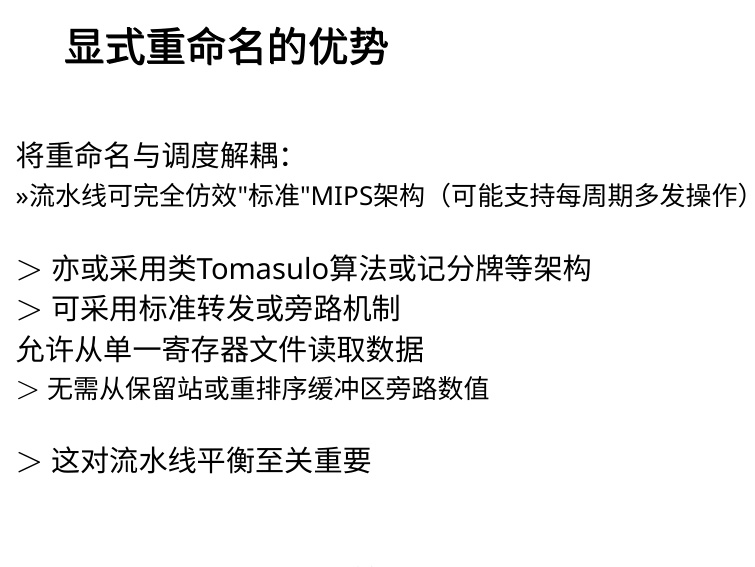 显式重命名的优势
将重命名与调度解耦：
»流水线可完全仿效"标准"MIPS架构（可能支持每周期多发操作）
＞ 亦或采用类Tomasulo算法或记分牌等架构
＞ 可采用标准转发或旁路机制
允许从单一寄存器文件读取数据
＞ 无需从保留站或重排序缓冲区旁路数值
＞ 这对流水线平衡至关重要